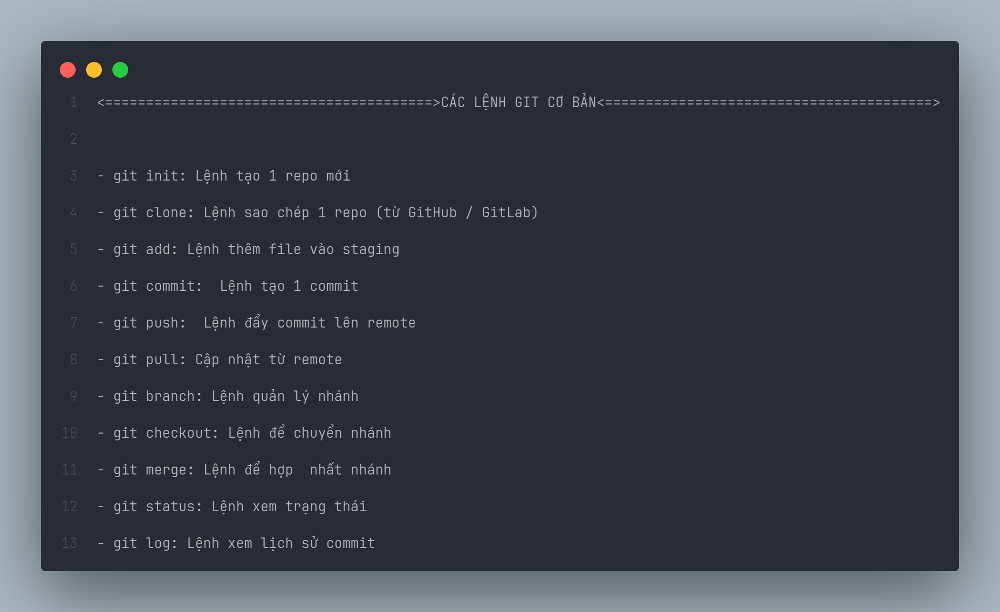 1 <========================================>CÁC LỆNH GIT CƠ BẢN<========================================>
2
3 - git init: Lệnh tạo 1 repo mới
4 - git clone: Lệnh sao chép 1 repo (từ GitHub / GitLab)
5 - git add: Lệnh thêm file vào staging
6 - git commit:  Lệnh tạo 1 commit
7 - git push:  Lệnh đẩy commit lên remote
8 - git pull: Cập nhật từ remote
9 - git branch: Lệnh quản lý nhánh
10 - git checkout: Lệnh để chuyển nhánh
11 - git merge: Lệnh để hợp  nhất nhánh
12 - git status: Lệnh xem trạng thái
13 - git log: Lệnh xem lịch sử commit